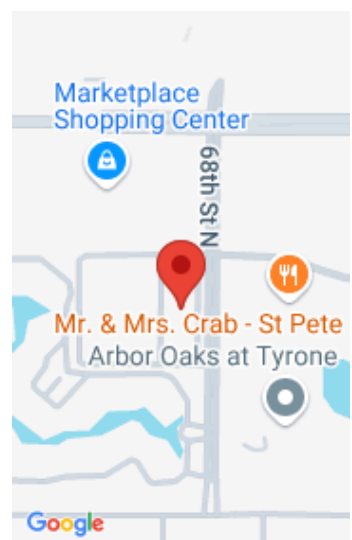 Marketplace
Shopping Center
68th St N
Mr. & Mrs. Crab - St Pete
Arbor Oaks at Tyrone
Google